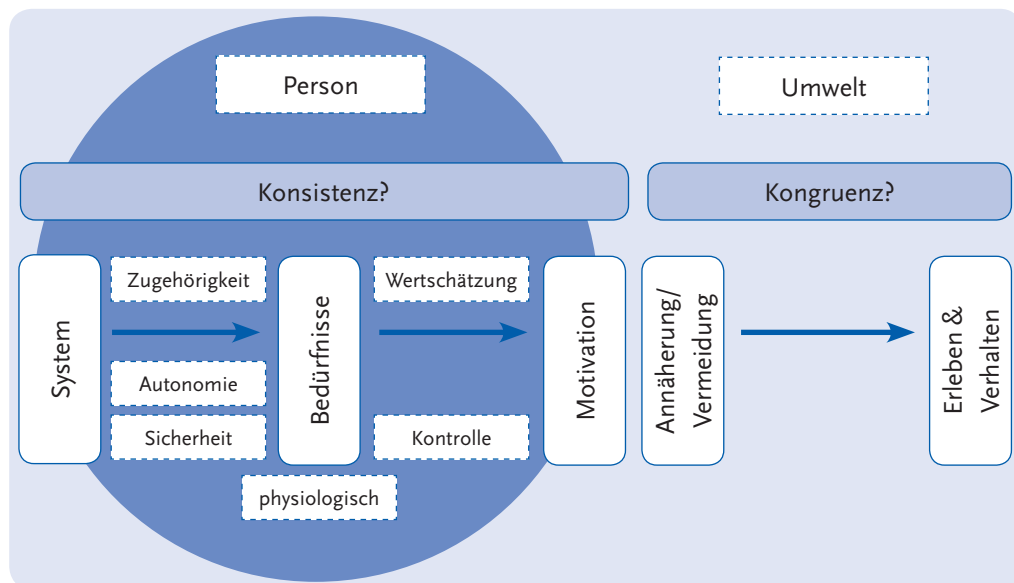 Person
Umwelt
Konsistenz?
Kongruenz?
System
Zugehörigkeit
Autonomie
Sicherheit
Bedürfnisse
Wertschätzung
Kontrolle
physiologisch
Motivation
Annäherung/
Vermeidung
Erleben &
Verhalten